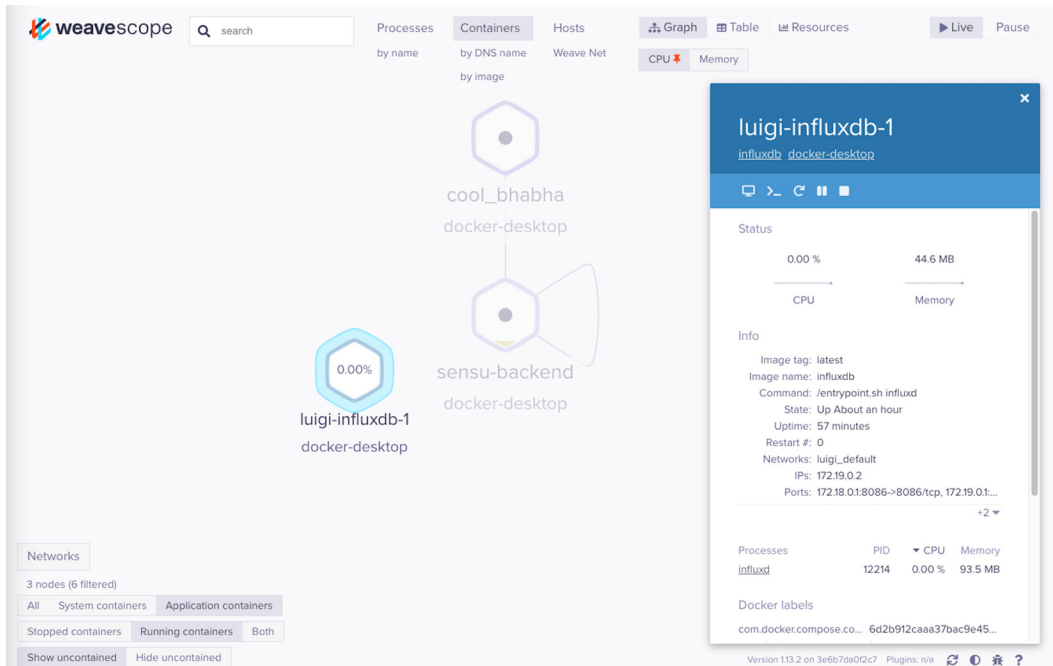 weavescope
search
Processes Containers Hosts
by name by DNS name Weave Net
by image
Graph Table Resources
CPU Memory
Live Pause
cool_bhabha
docker-desktop
sensu-backend
docker-desktop
0.00%
luigi-influxdb-1
docker-desktop
luigi-influxdb-1
influxdb docker-desktop
Status
0.00 % 44.6 MB
CPU Memory
Info
Image tag: latest
Image name: influxdb
Command: /entrypoint.sh influxd
State: Up About an hour
Uptime: 57 minutes
Restart #: 0
Networks: luigi_default
IPs: 172.19.0.2
Ports: 172.18.0.1:8086->8086/tcp, 172.19.0.1:...
+2
Processes PID CPU Memory
influxd 12214 0.00 % 93.5 MB
Docker labels
com.docker.compose.co... 6d2b912caaa37bac9e45...
Networks
3 nodes (6 filtered)
All System containers Application containers
Stopped containers Running containers Both
Show uncontained Hide uncontained
Version 1.13.2 on 3e6b7da0f2c7 Plugins: n/a ?